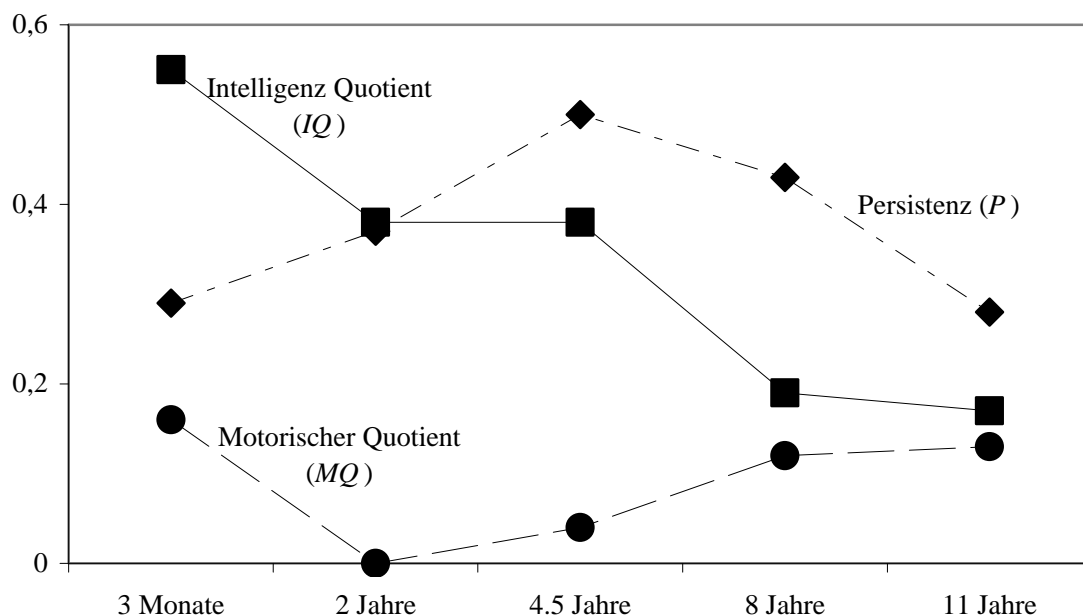 0,6
Intelligenz Quotient
(IQ)
0,4
Persistenz (P)
0,2
Motorischer Quotient
(MQ)
0
3 Monate 2 Jahre 4.5 Jahre 8 Jahre 11 Jahre